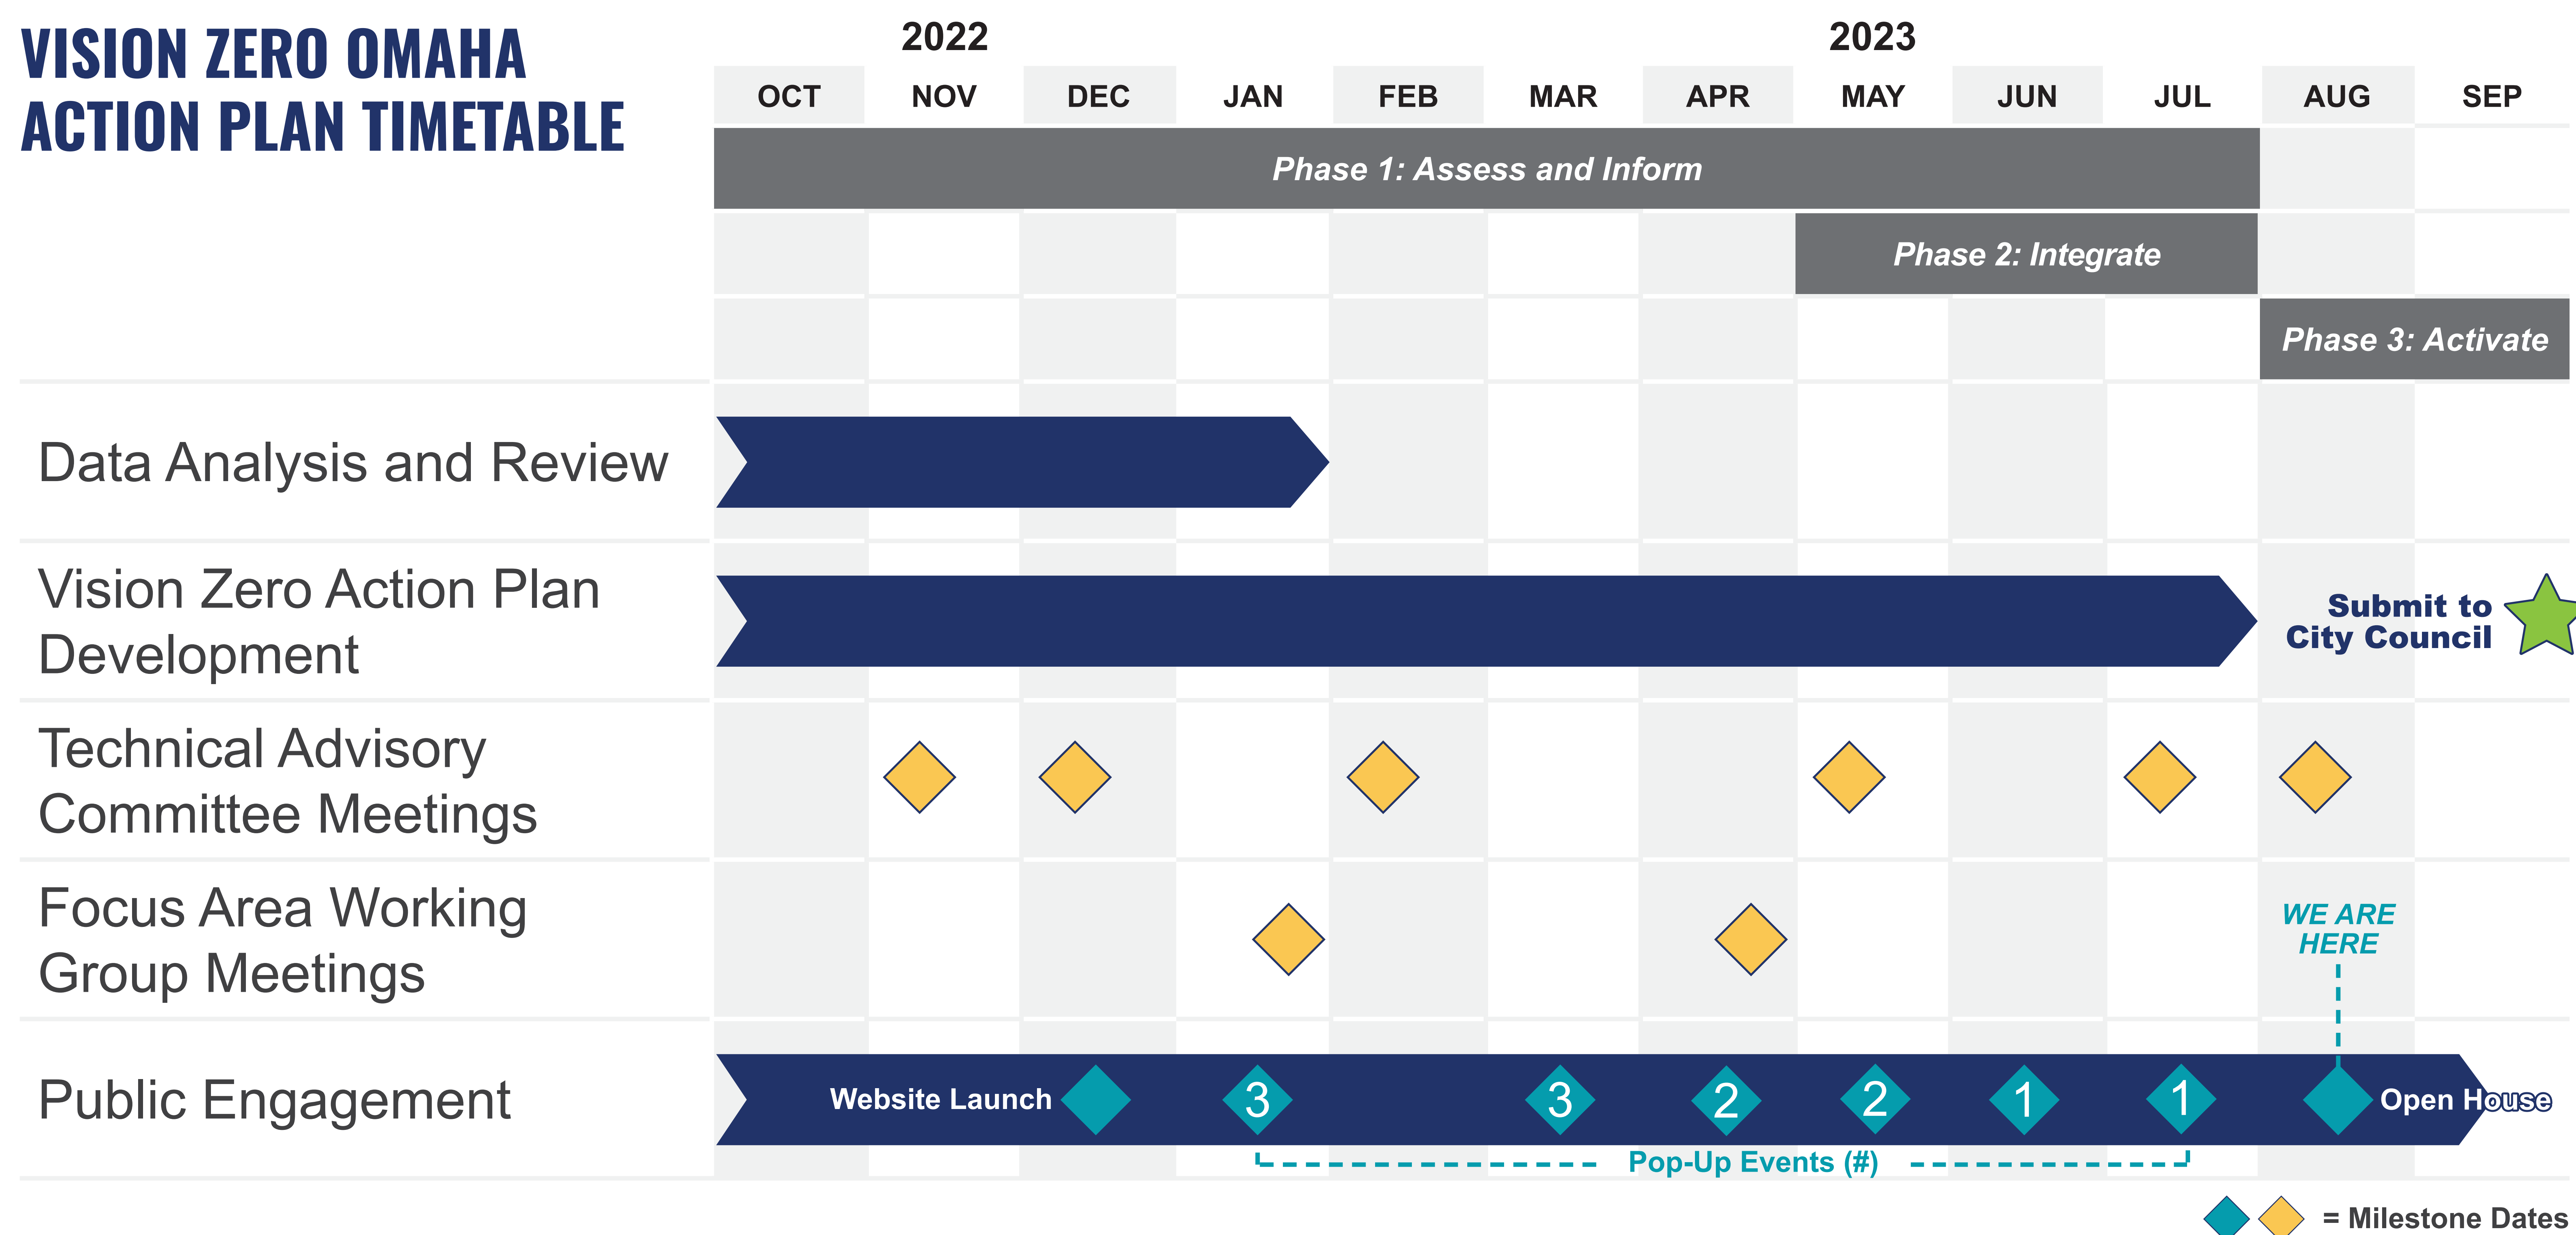 VISION ZERO OMAHA
ACTION PLAN TIMETABLE
2022
2023
OCT NOV DEC JAN FEB MAR APR MAY JUN JUL AUG SEP
Phase 1: Assess and Inform
Phase 2: Integrate
Phase 3: Activate
Data Analysis and Review
Vision Zero Action Plan
Development
Submit to
City Council
Technical Advisory
Committee Meetings
Focus Area Working
Group Meetings
WE ARE
HERE
Public Engagement
Website Launch 3 3 2 2 1 1 Open House
Pop-Up Events (#)
= Milestone Dates